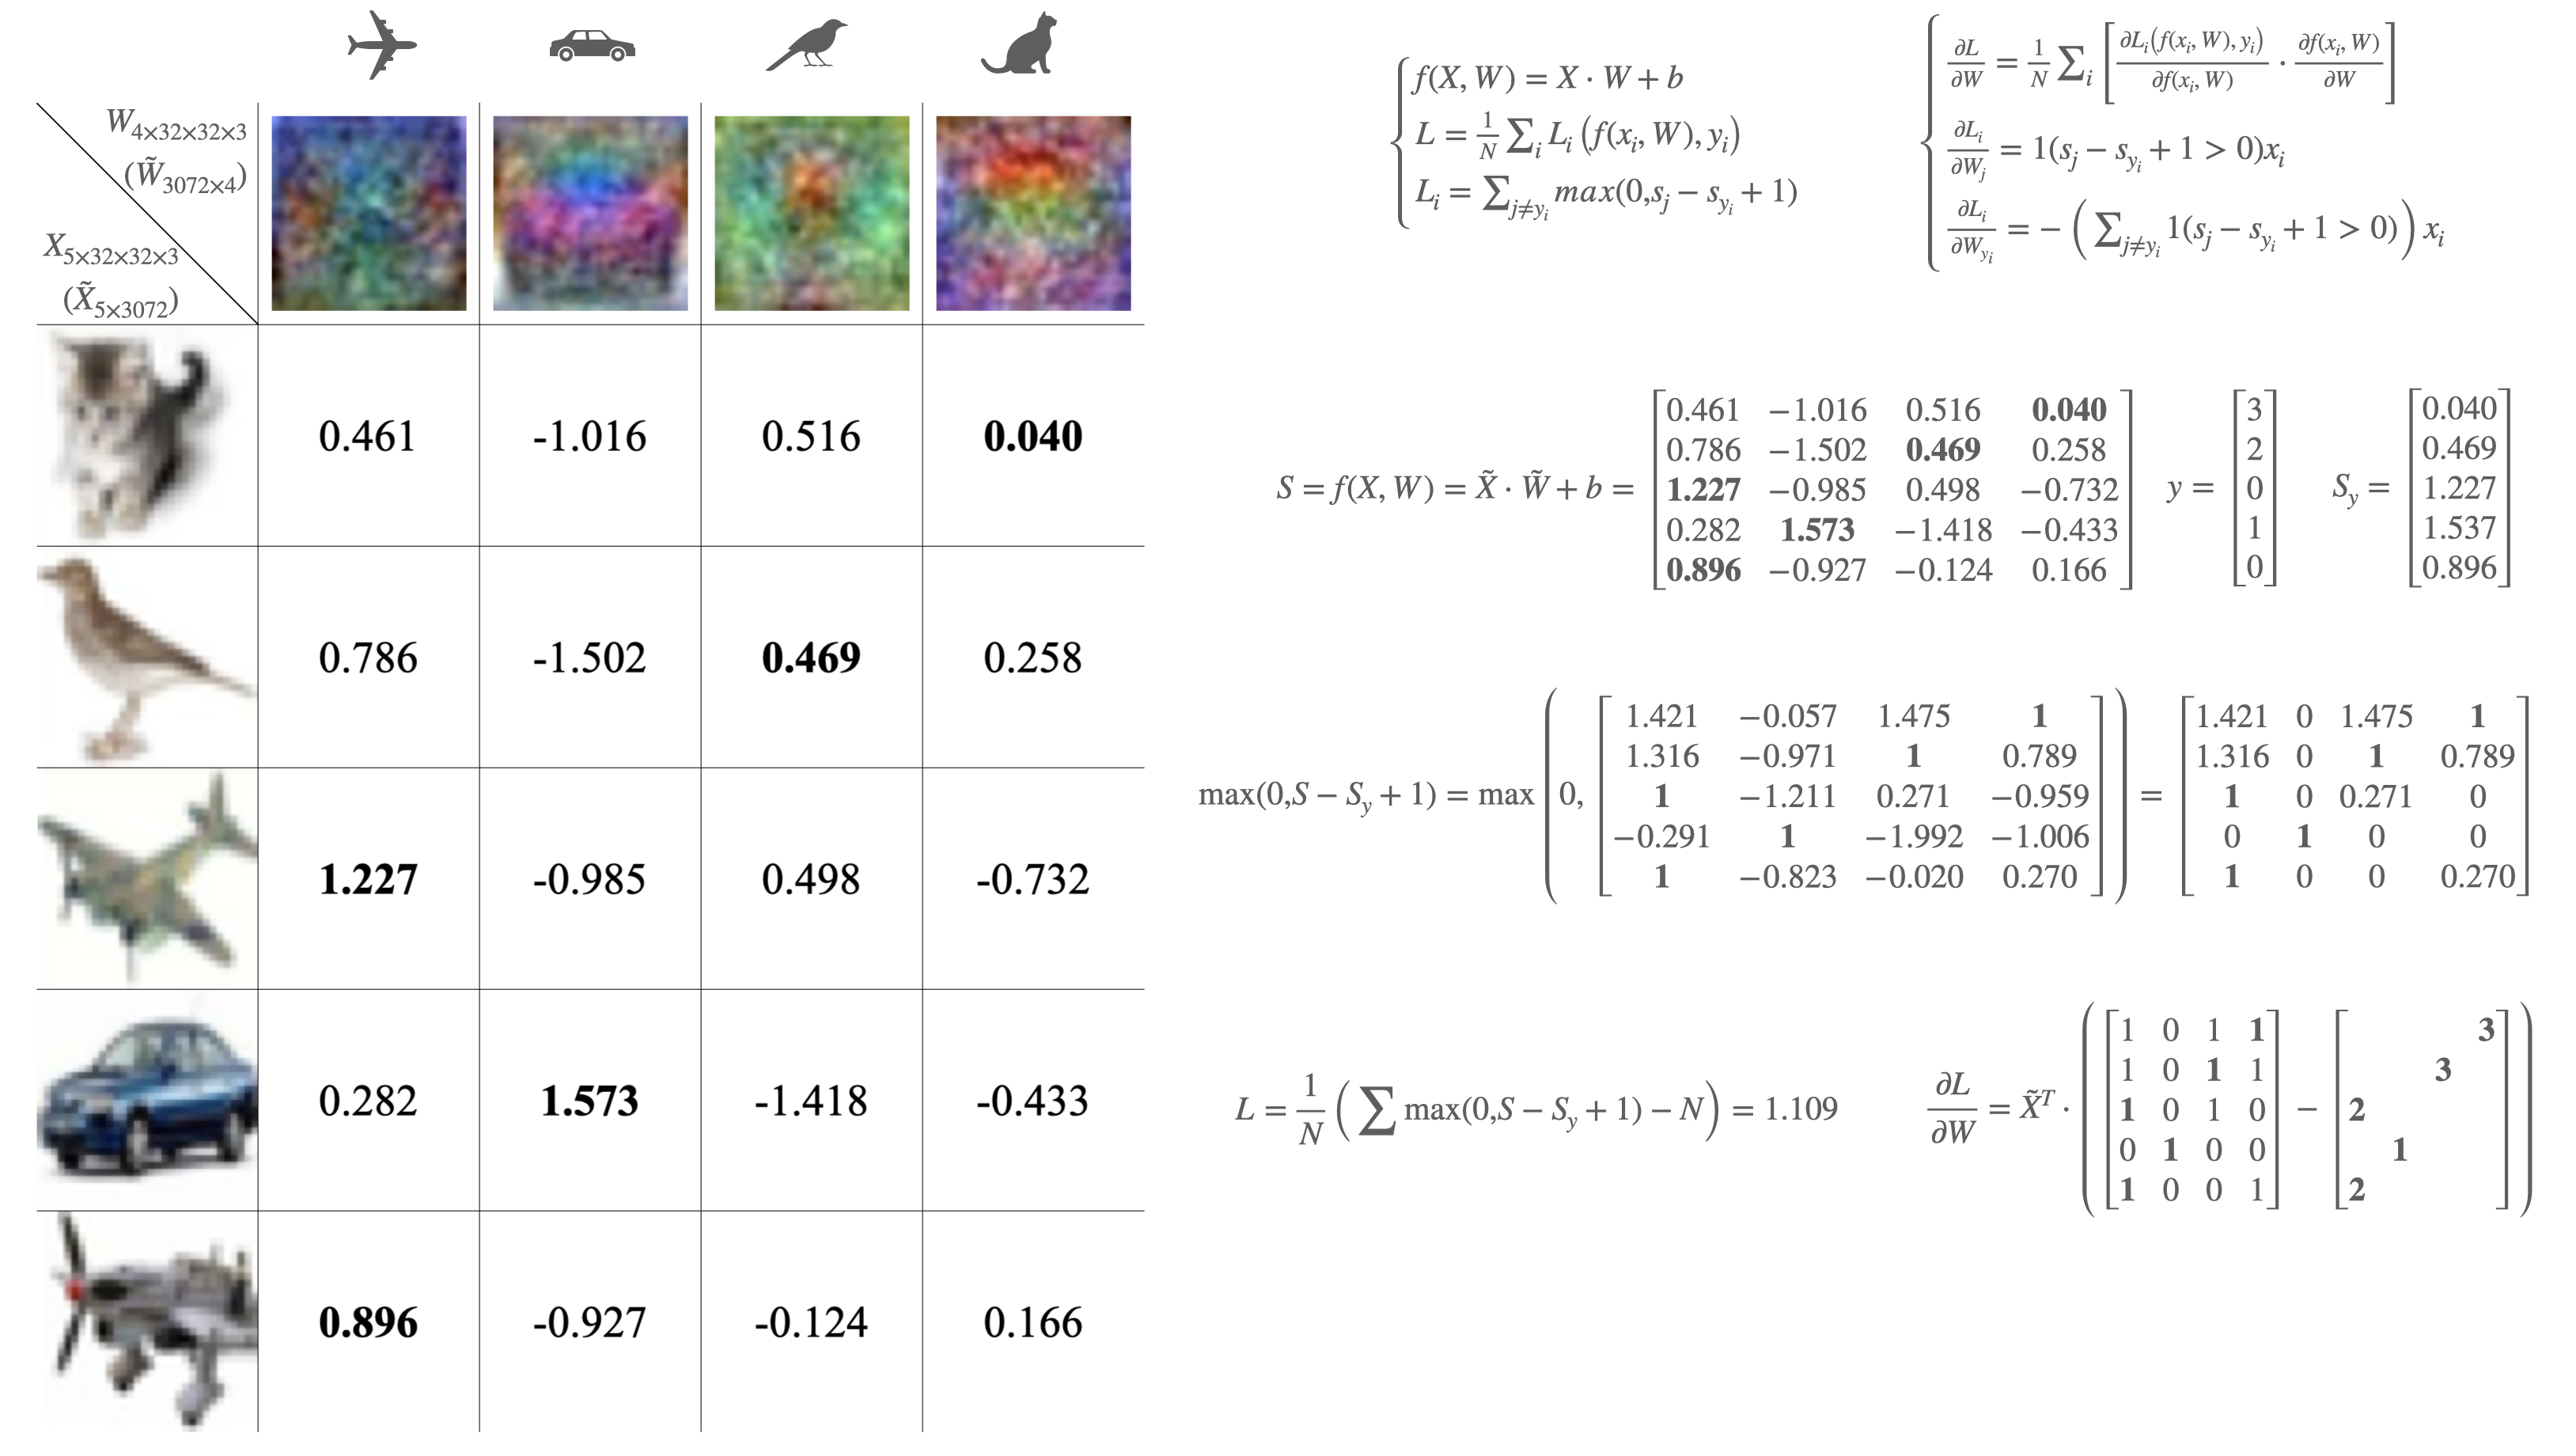 W4×32×32×3
(W̃3072×4)
X5×32×32×3
(X̃5×3072)
0.461 -1.016 0.516 0.040
0.786 -1.502 0.469 0.258
1.227 -0.985 0.498 -0.732
0.282 1.573 -1.418 -0.433
0.896 -0.927 -0.124 0.166
f(X, W) = X · W + b
L = 1/N ∑i Li (f(xi, W), yi)
Li = ∑j≠yi max(0,sj − syi + 1)
∂L/∂W = 1/N ∑i [∂Li(f(xi, W), yi)/∂f(xi, W) · ∂f(xi, W)/∂W]
∂Li/∂Wj = 1(sj − syi + 1 > 0)xi
∂Li/∂Wyi = − (∑j≠yi 1(sj − syi + 1 > 0)) xi
S = f(X, W) = X̃ · W̃ + b =
0.461 −1.016 0.516 0.040
0.786 −1.502 0.469 0.258
1.227 −0.985 0.498 −0.732
0.282 1.573 −1.418 −0.433
0.896 −0.927 −0.124 0.166
y =
3
2
0
1
0
Sy =
0.040
0.469
1.227
1.537
0.896
max(0,S − Sy + 1) = max (0,
1.421 −0.057 1.475 1
1.316 −0.971 1 0.789
1 −1.211 0.271 −0.959
−0.291 1 −1.992 −1.006
1 −0.823 −0.020 0.270
) =
1.421 0 1.475 1
1.316 0 1 0.789
1 0 0.271 0
0 1 0 0
1 0 0 0.270
L = 1/N (∑ max(0,S − Sy + 1) − N) = 1.109
∂L/∂W = X̃T · (
1 0 1 1
1 0 1 1
1 0 1 0
0 1 0 0
1 0 0 1
−
3
3
2
1
2
)